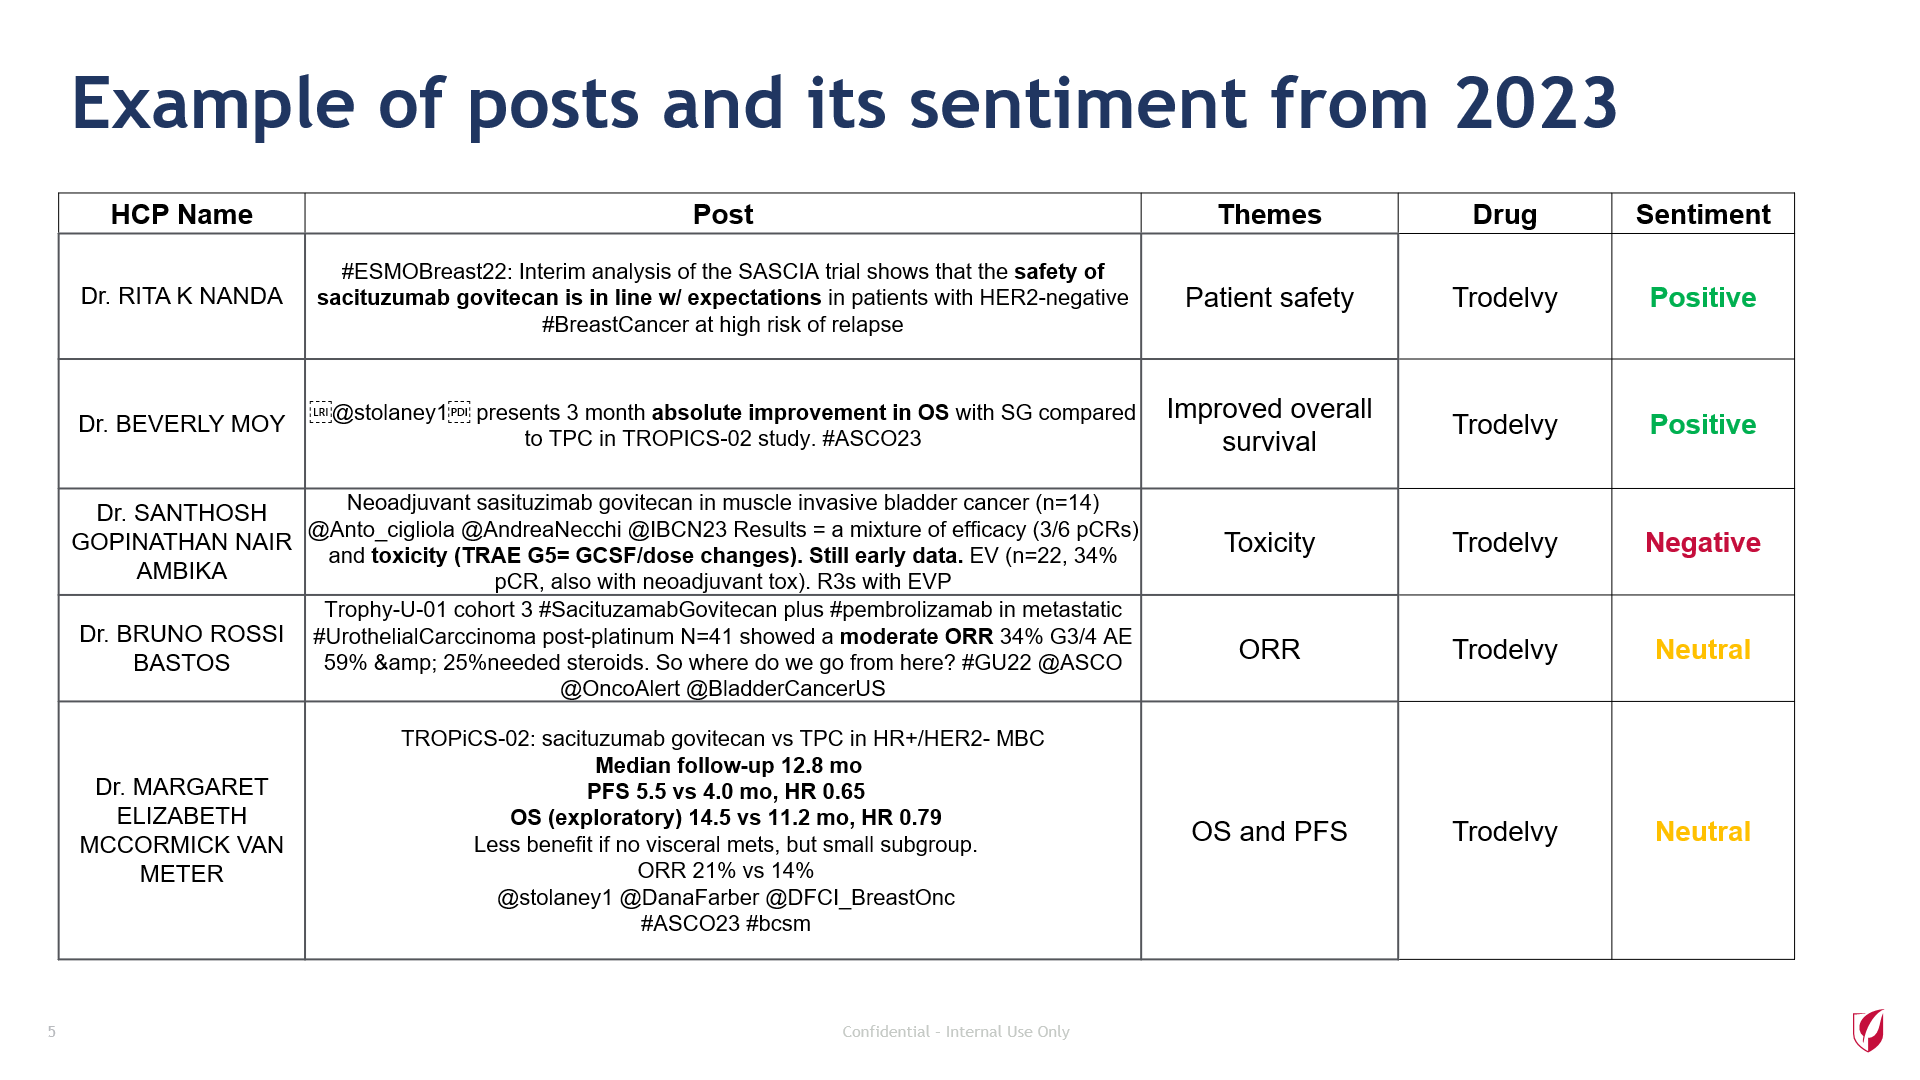 Example of posts and its sentiment from 2023
HCP Name
Post
Themes
Drug
Sentiment
Dr. RITA K NANDA
#ESMOBreast22: Interim analysis of the SASCIA trial shows that the safety of
sacituzumab govitecan is in line w/ expectations in patients with HER2-negative
#BreastCancer at high risk of relapse
Patient safety
Trodelvy
Positive
Dr. BEVERLY MOY
LRI@stolaney1PDI presents 3 month absolute improvement in OS with SG compared
to TPC in TROPICS-02 study. #ASCO23
Improved overall
survival
Trodelvy
Positive
Dr. SANTHOSH
GOPINATHAN NAIR
AMBIKA
Neoadjuvant sasituzimab govitecan in muscle invasive bladder cancer (n=14)
@Anto_cigliola @AndreaNecchi @IBCN23 Results = a mixture of efficacy (3/6 pCRs)
and toxicity (TRAE G5= GCSF/dose changes). Still early data. EV (n=22, 34%
pCR, also with neoadjuvant tox). R3s with EVP
Toxicity
Trodelvy
Negative
Dr. BRUNO ROSSI
BASTOS
Trophy-U-01 cohort 3 #SacituzamabGovitecan plus #pembrolizamab in metastatic
#UrothelialCarccinoma post-platinum N=41 showed a moderate ORR 34% G3/4 AE
59% &amp; 25%needed steroids. So where do we go from here? #GU22 @ASCO
@OncoAlert @BladderCancerUS
ORR
Trodelvy
Neutral
Dr. MARGARET
ELIZABETH
MCCORMICK VAN
METER
TROPiCS-02: sacituzumab govitecan vs TPC in HR+/HER2- MBC
Median follow-up 12.8 mo
PFS 5.5 vs 4.0 mo, HR 0.65
OS (exploratory) 14.5 vs 11.2 mo, HR 0.79
Less benefit if no visceral mets, but small subgroup.
ORR 21% vs 14%
@stolaney1 @DanaFarber @DFCI_BreastOnc
#ASCO23 #bcsm
OS and PFS
Trodelvy
Neutral
5
Confidential - Internal Use Only